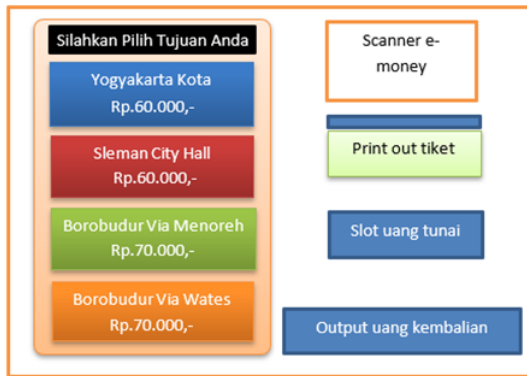 Silahkan Pilih Tujuan Anda
Yogyakarta Kota
Rp.60.000,-
Sleman City Hall
Rp.60.000,-
Borobudur Via Menoreh
Rp.70.000,-
Borobudur Via Wates
Rp.70.000,-
Scanner e-
money
Print out tiket
Slot uang tunai
Output uang kembalian